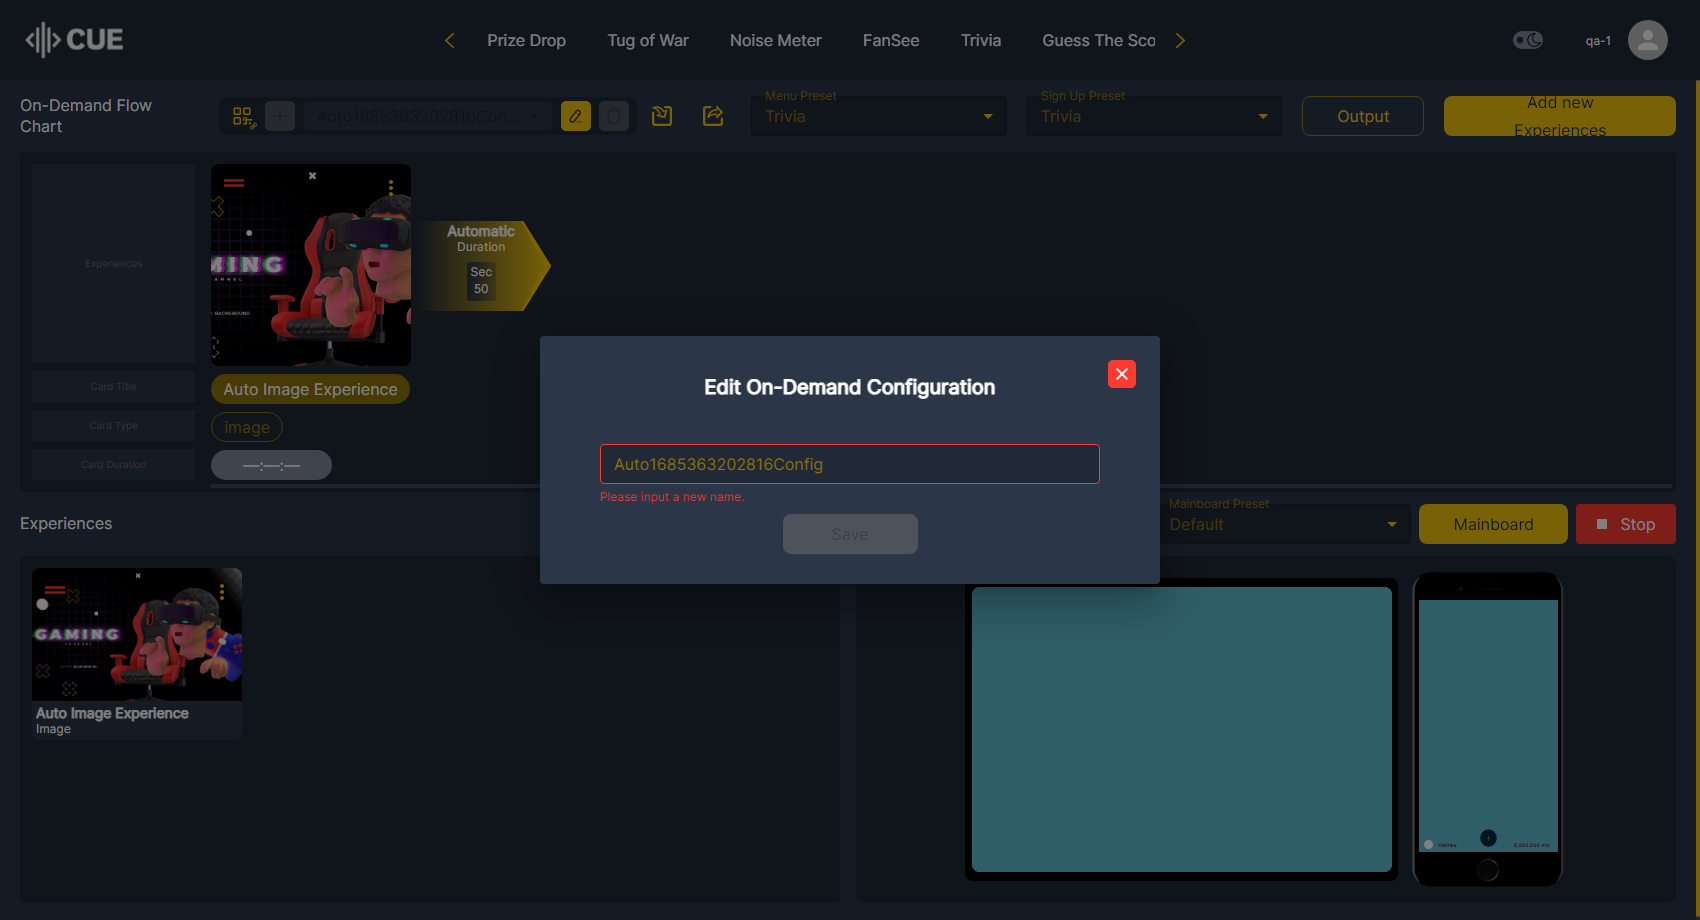 CUE
Prize Drop
Tug of War
Noise Meter
FanSee
Trivia
Guess The Sco
qa-1
On-Demand Flow
Chart
Auto1685363202816Con...
Menu Preset
Trivia
Sign Up Preset
Trivia
Output
Add new
Experiences
Experiences
MING
BACKGROUND
Automatic
Duration
Sec
50
Card Title
Auto Image Experience
Card Type
image
Card Duration
—:—:—
Edit On-Demand Configuration
Auto1685363202816Config
Please input a new name.
Save
Experiences
Mainboard Preset
Default
Mainboard
Stop
GAMING
CHANNEL
Auto Image Experience
Image
PREVIEW